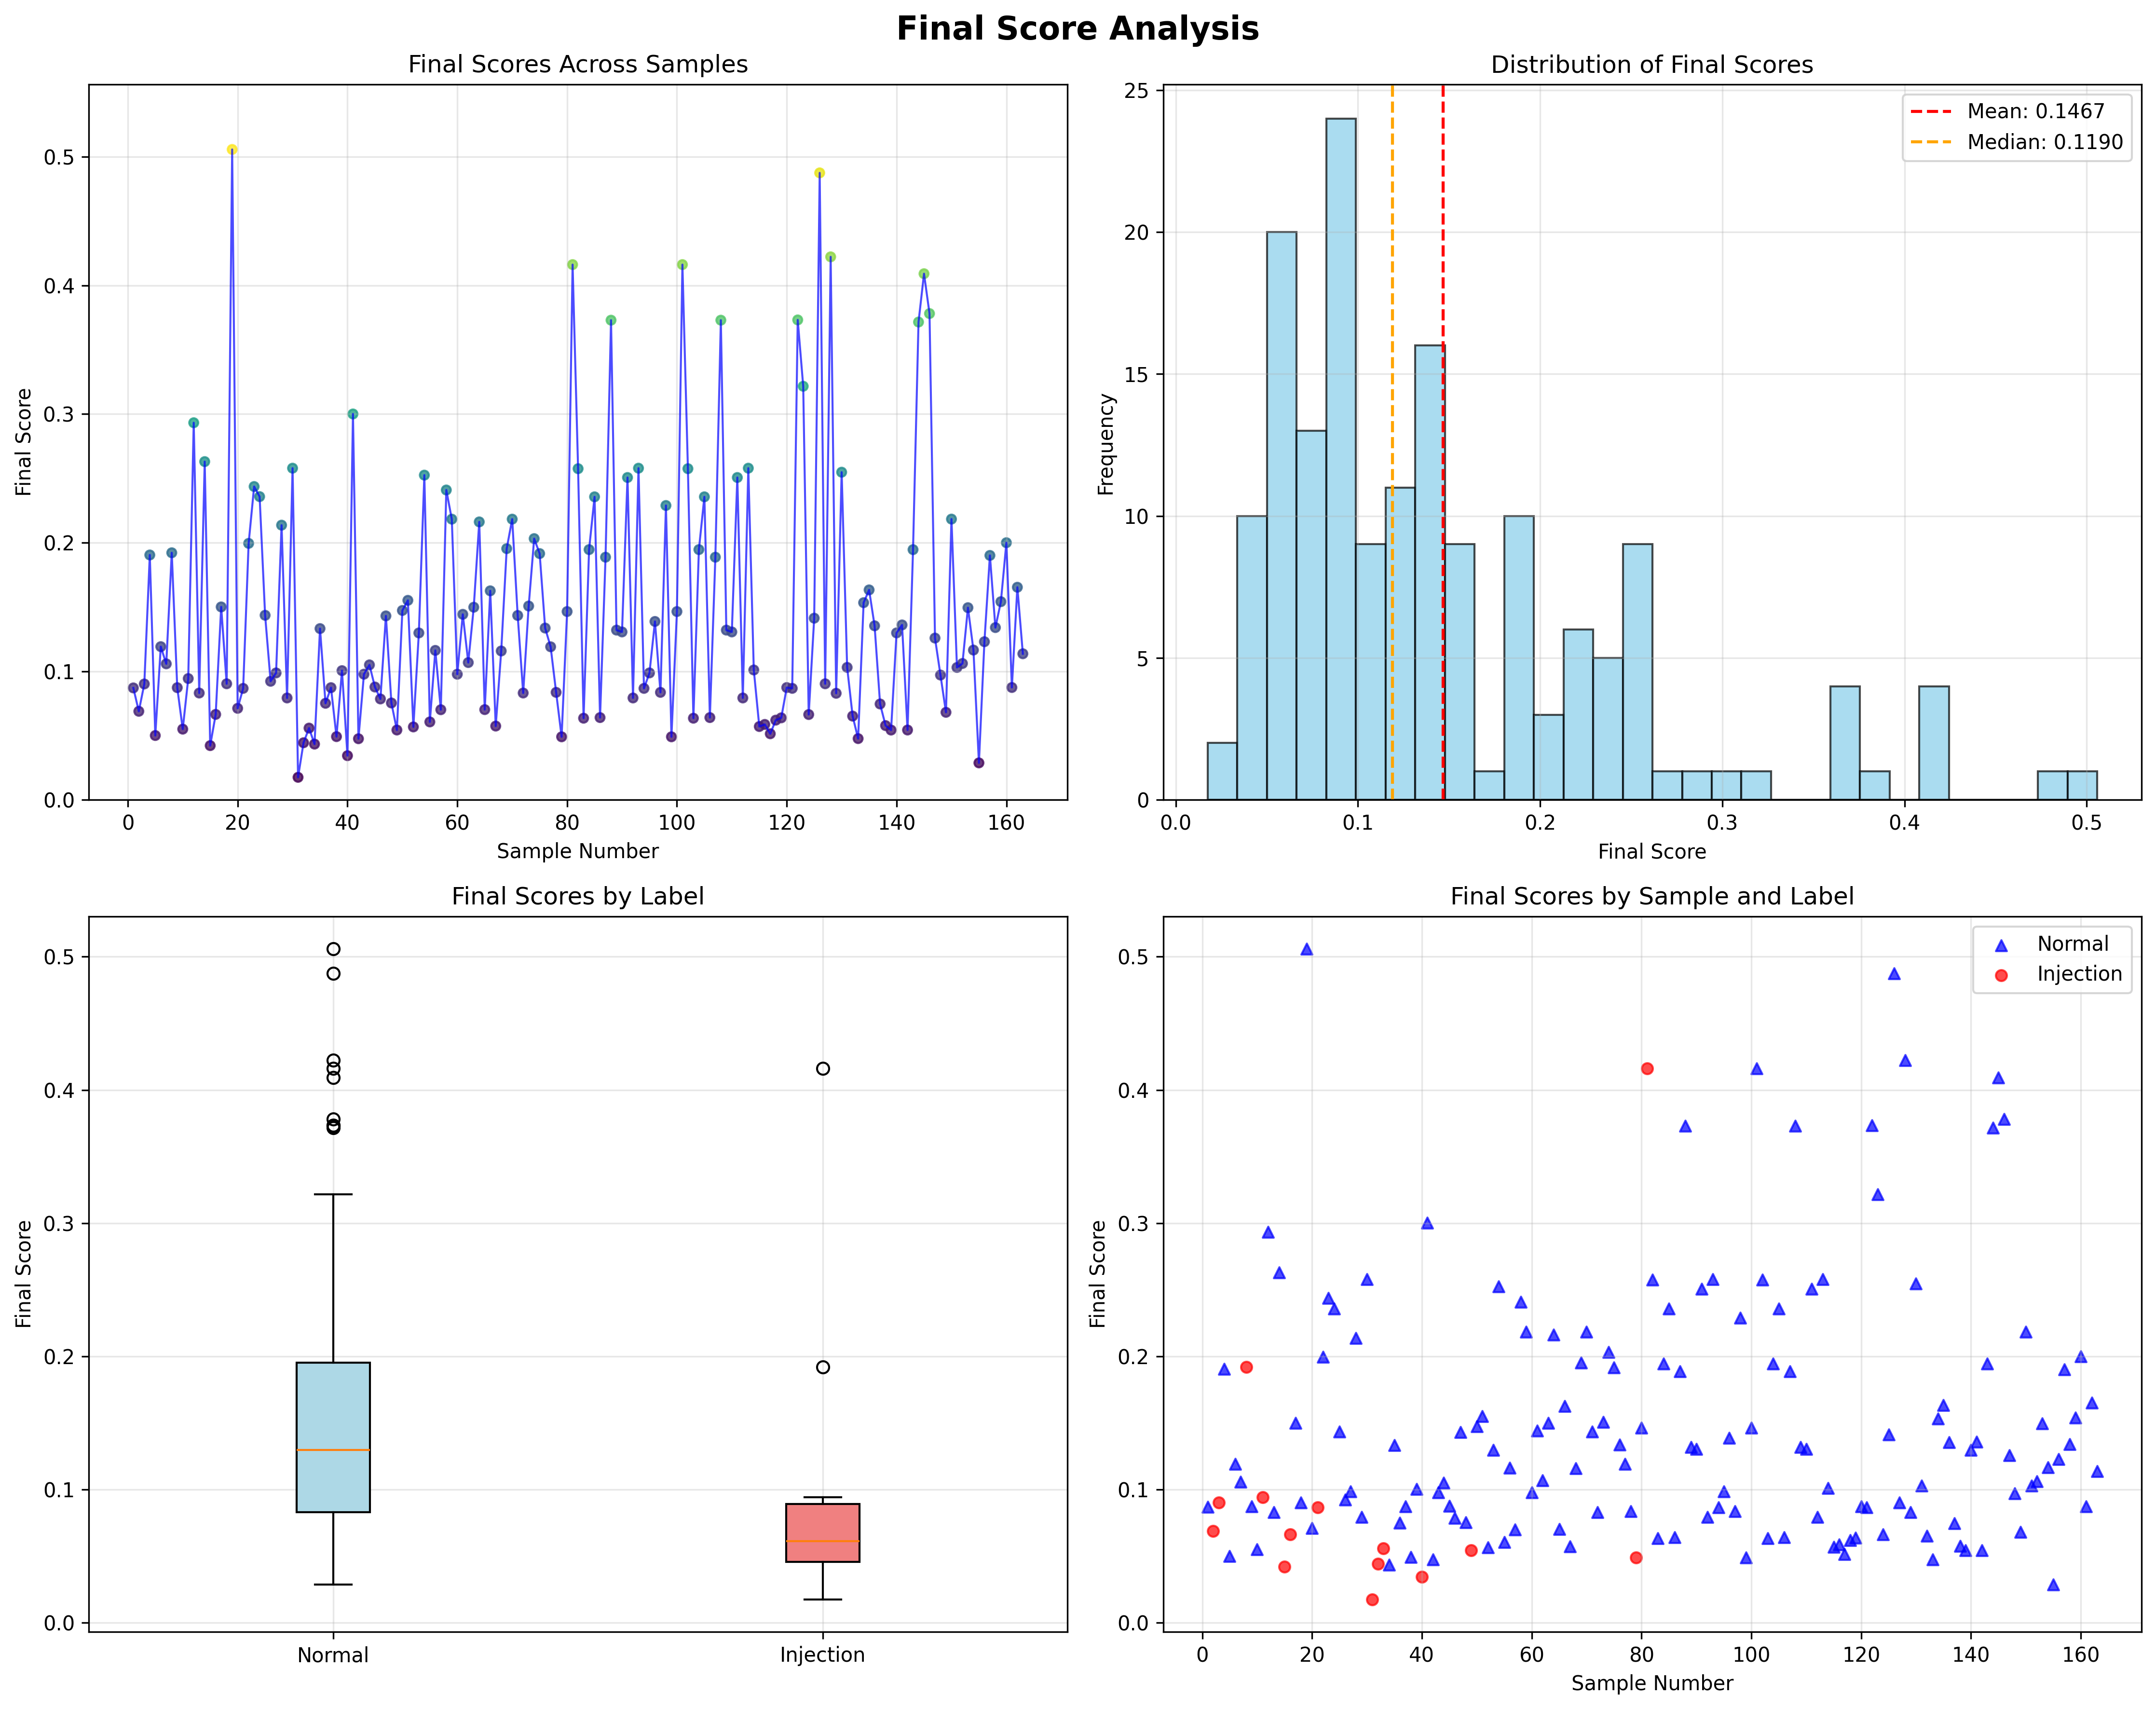 Final Score Analysis
Final Scores Across Samples
Final Score
0.5
0.4
0.3
0.2
0.1
0.0
0 20 40 60 80 100 120 140 160
Sample Number
Distribution of Final Scores
Mean: 0.1467
Median: 0.1190
Frequency
25
20
15
10
5
0
0.0 0.1 0.2 0.3 0.4 0.5
Final Score
Final Scores by Label
Final Score
0.5
0.4
0.3
0.2
0.1
0.0
Normal Injection
Final Scores by Sample and Label
Normal
Injection
Final Score
0.5
0.4
0.3
0.2
0.1
0.0
0 20 40 60 80 100 120 140 160
Sample Number